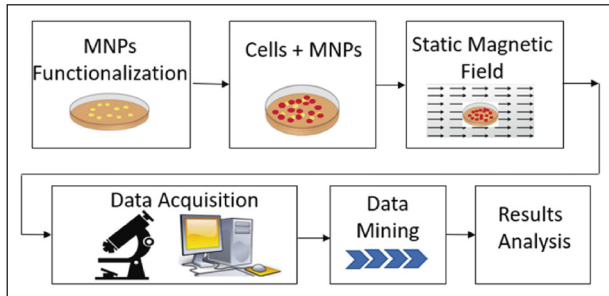 MNPs
Functionalization
Cells + MNPs
Static Magnetic
Field
Data Acquisition
Data
Mining
Results
Analysis